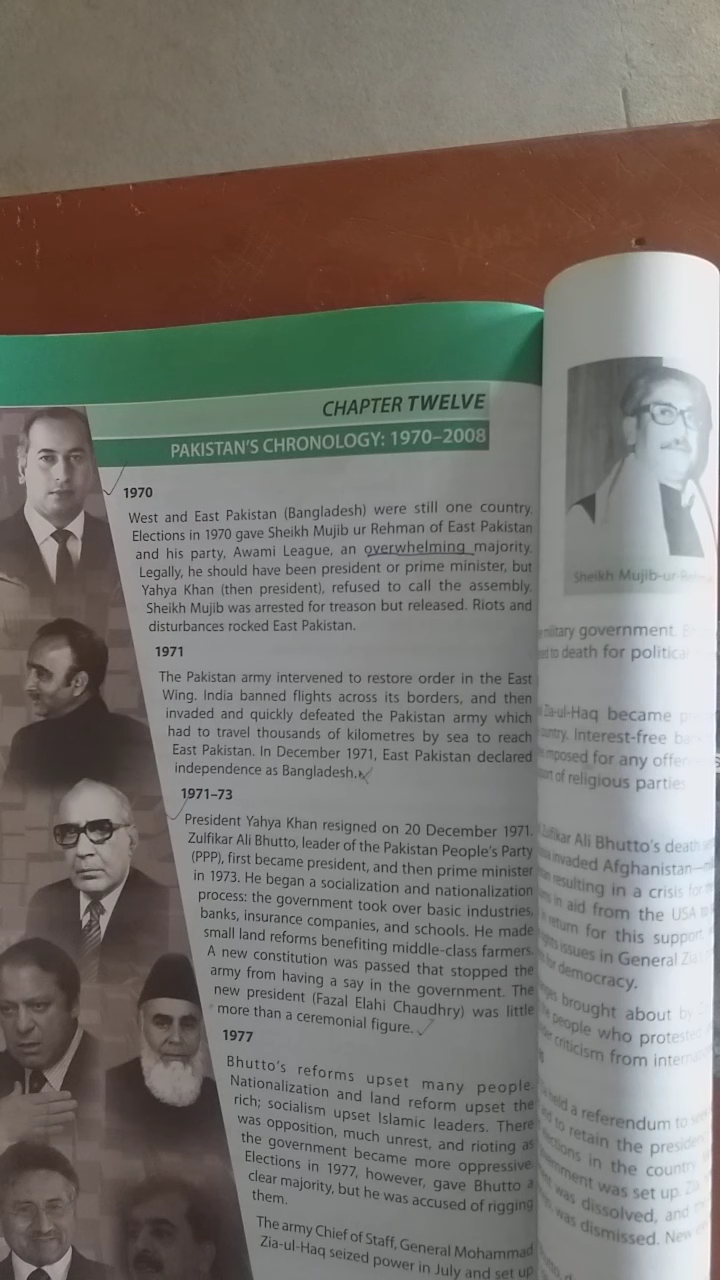 CHAPTER TWELVE
PAKISTAN'S CHRONOLOGY: 1970–2008
1970
West and East Pakistan (Bangladesh) were still one country.
Elections in 1970 gave Sheikh Mujib ur Rehman of East Pakistan
and his party, Awami League, an overwhelming majority.
Legally, he should have been president or prime minister, but
Yahya Khan (then president), refused to call the assembly.
Sheikh Mujib was arrested for treason but released. Riots and
disturbances rocked East Pakistan.
1971
The Pakistan army intervened to restore order in the East
Wing. India banned flights across its borders, and then
invaded and quickly defeated the Pakistan army which
had to travel thousands of kilometres by sea to reach
East Pakistan. In December 1971, East Pakistan declared
independence as Bangladesh.
1971–73
President Yahya Khan resigned on 20 December 1971.
Zulfikar Ali Bhutto, leader of the Pakistan People's Party
(PPP), first became president, and then prime minister
in 1973. He began a socialization and nationalization
process: the government took over basic industries,
banks, insurance companies, and schools. He made
small land reforms benefiting middle-class farmers.
A new constitution was passed that stopped the
army from having a say in the government. The
new president (Fazal Elahi Chaudhry) was little
more than a ceremonial figure.
1977
Bhutto's reforms upset many people.
Nationalization and land reform upset the
rich; socialism upset Islamic leaders. There
was opposition, much unrest, and rioting as
the government became more oppressive.
Elections in 1977, however, gave Bhutto a
clear majority, but he was accused of rigging
them.
The army Chief of Staff, General Mohammad
Zia-ul-Haq seized power in July and set up
Sheikh Mujib-ur-
military government.
to death for political
Zia-ul-Haq became
country. Interest-free
imposed for any
of religious parties
Zulfikar Ali Bhutto's death
invaded Afghanistan—
resulting in a crisis for
in aid from the USA
return for this support,
issues in General
for democracy.
brought about by
people who protested
criticism from
held a referendum to
to retain the
in the country
was set up.
was dissolved, and
was dismissed. New